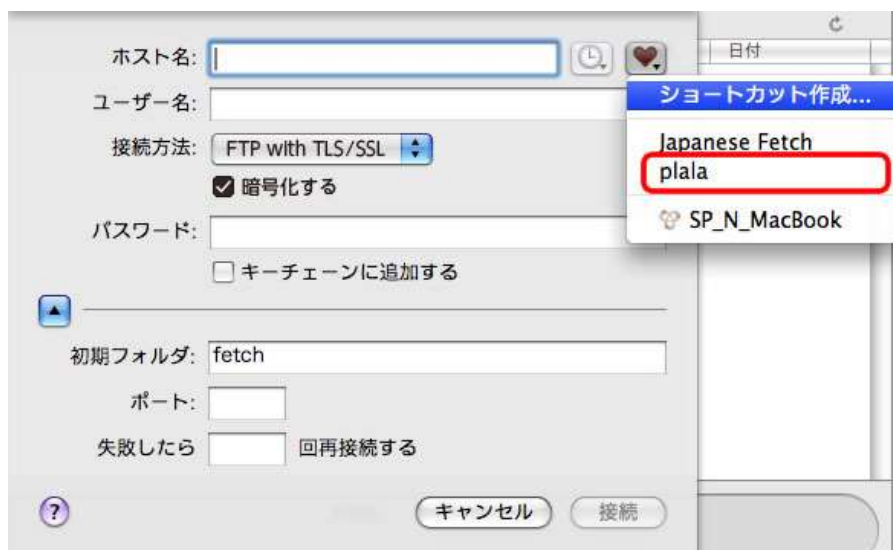 ホスト名:
日付
ユーザー名:
ショートカット作成...
接続方法: FTP with TLS/SSL
Japanese Fetch
暗号化する
plala
パスワード:
SP_N_MacBook
キーチェーンに追加する
初期フォルダ: fetch
ポート:
失敗したら 回再接続する
? キャンセル 接続